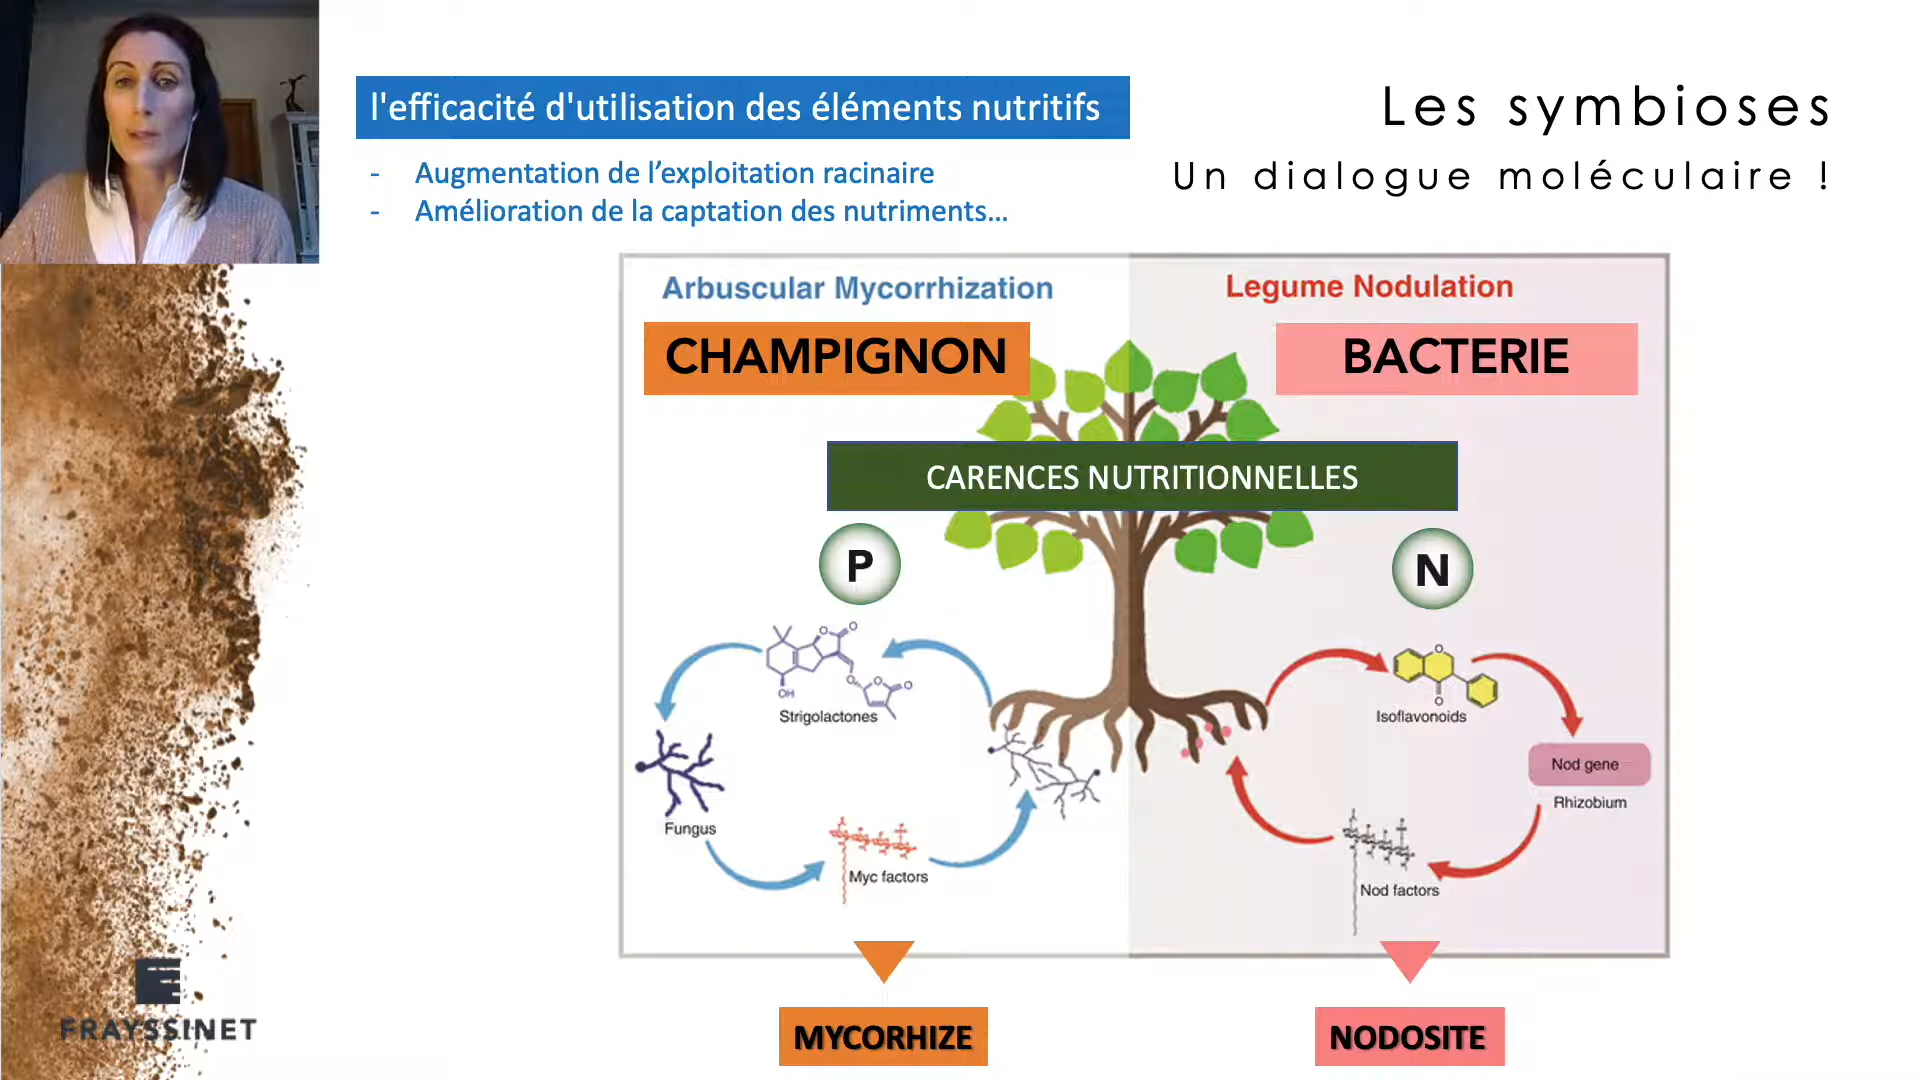 l'efficacité d'utilisation des éléments nutritifs
- Augmentation de l’exploitation racinaire
- Amélioration de la captation des nutriments...
Les symbioses
Un dialogue moléculaire !
Arbuscular Mycorrhization
Legume Nodulation
CHAMPIGNON
BACTERIE
CARENCES NUTRITIONNELLES
P
N
O
O
O
O
O
OH
Strigolactones
O
O
Isoflavonoids
Nod gene
Rhizobium
Fungus
Myc factors
Nod factors
FRAYSSINET
MYCORHIZE
NODOSITE